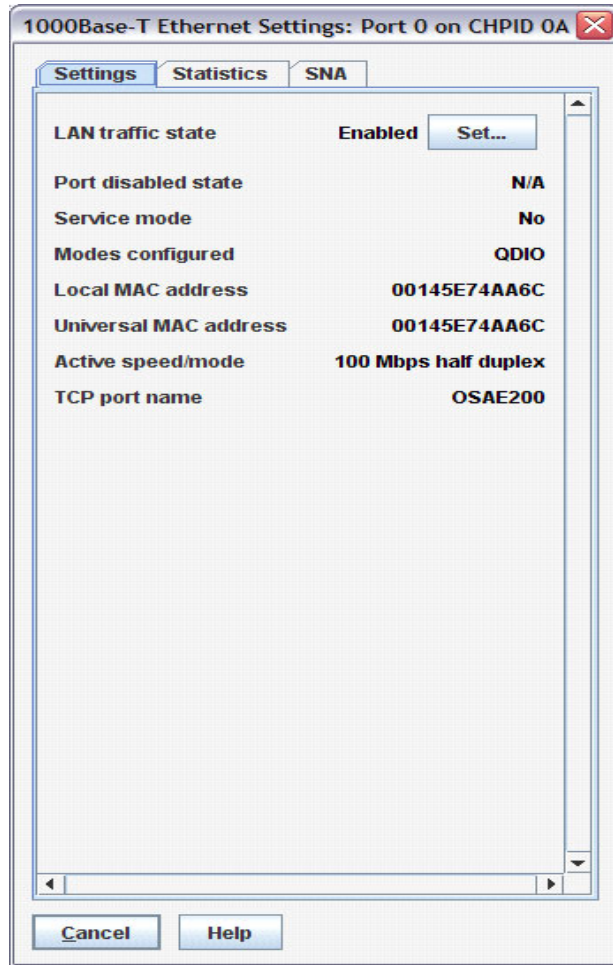 1000Base-T Ethernet Settings: Port 0 on CHPID 0A
Settings Statistics SNA
LAN traffic state Enabled Set...
Port disabled state N/A
Service mode No
Modes configured QDIO
Local MAC address 00145E74AA6C
Universal MAC address 00145E74AA6C
Active speed/mode 100 Mbps half duplex
TCP port name OSAE200
Cancel Help